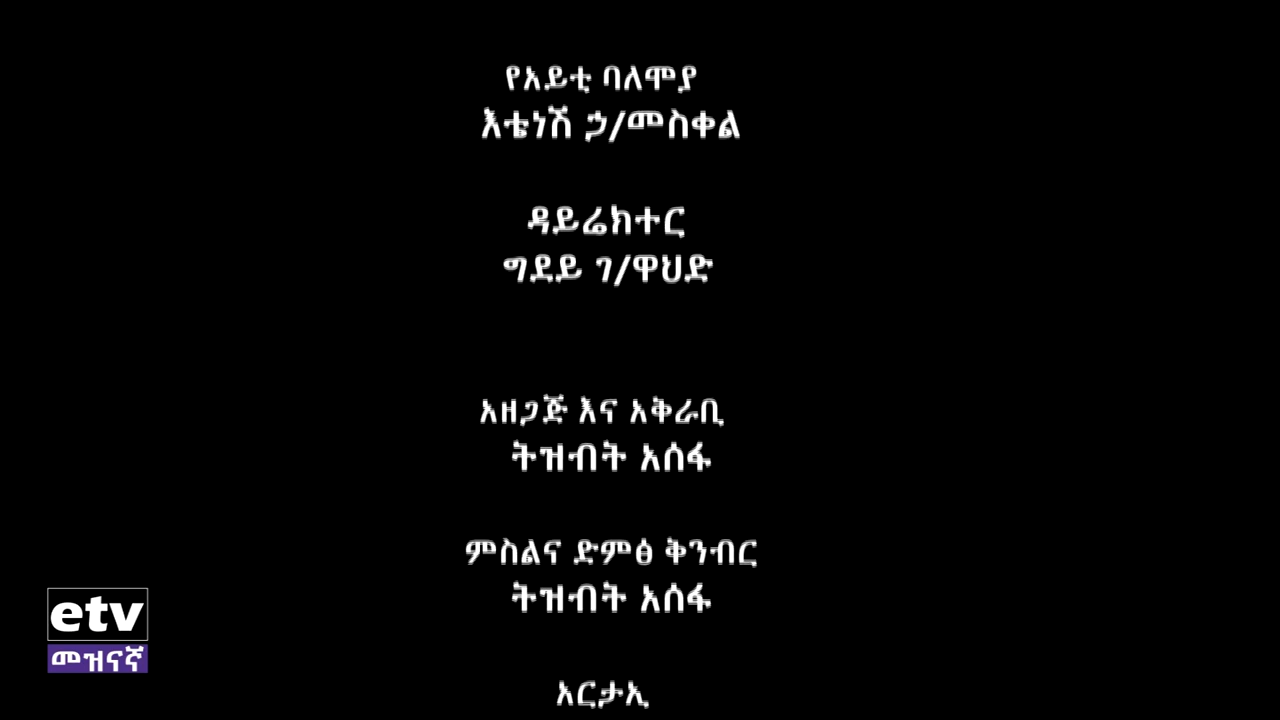 የአይቲ ባለሞያ
እቴነሽ ኃ/መስቀል
ዳይሬክተር
ግደይ ገ/ዋህድ
አዘጋጅ እና አቅራቢ
ትዝብት አሰፋ
ምስልና ድምፅ ቅንብር
ትዝብት አሰፋ
አርታኢ
etv
መዝናኛ